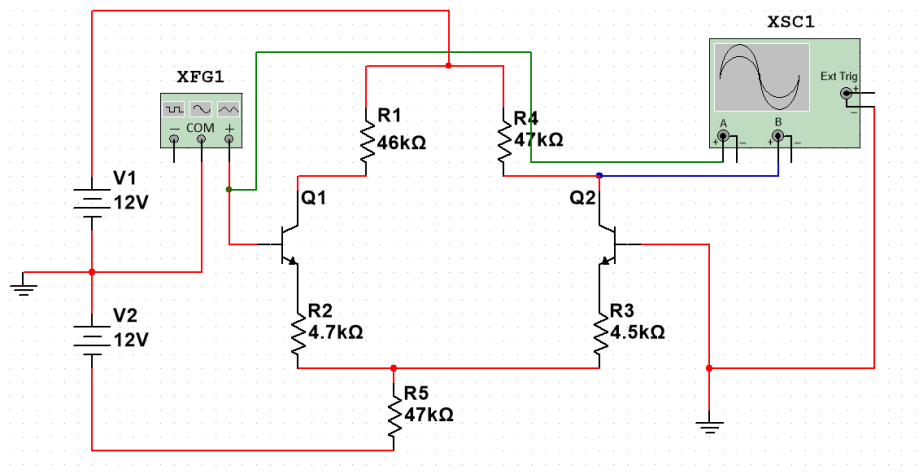 XSC1
XFG1
Ext Trig
+
−
A
B
+ − + −
− COM +
R1
46kΩ
R4
47kΩ
V1
12V
Q1
Q2
V2
12V
R2
4.7kΩ
R3
4.5kΩ
R5
47kΩ